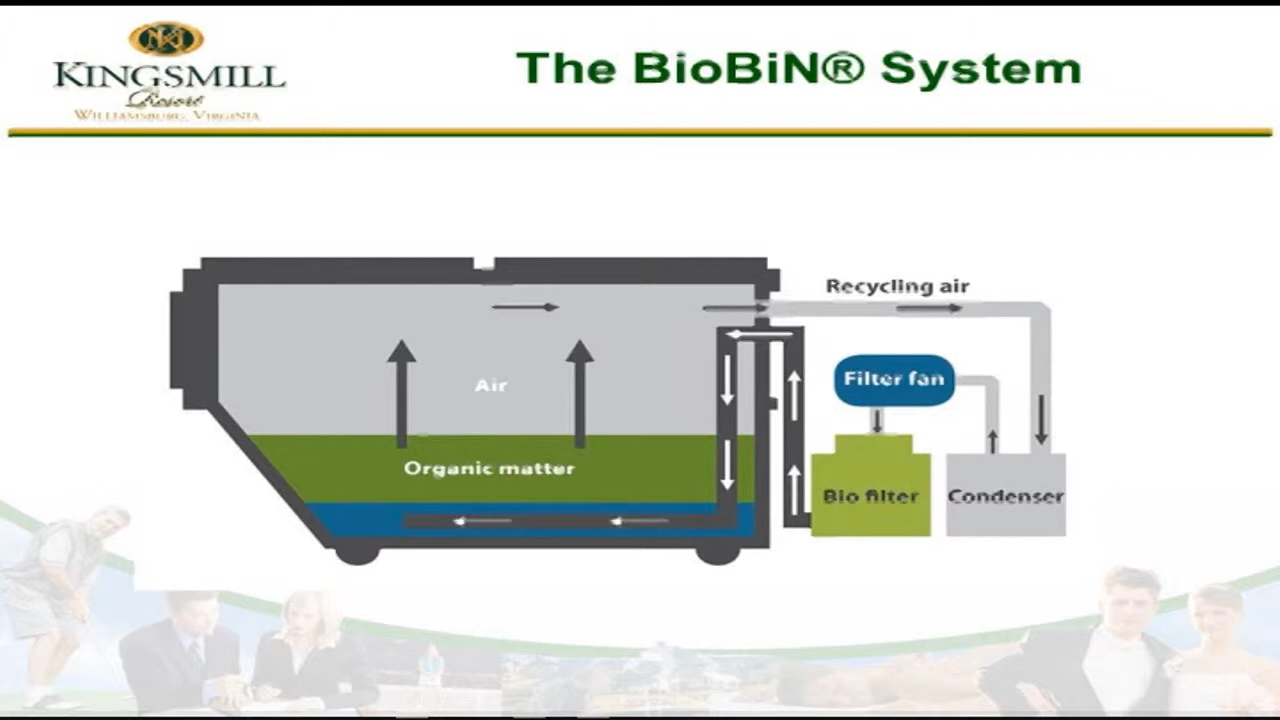 KINGSMILL
Resort
WILLIAMSBURG, VIRGINIA
The BioBiN® System
Recycling air
Filter fan
Air
Organic matter
Bio filter
Condenser